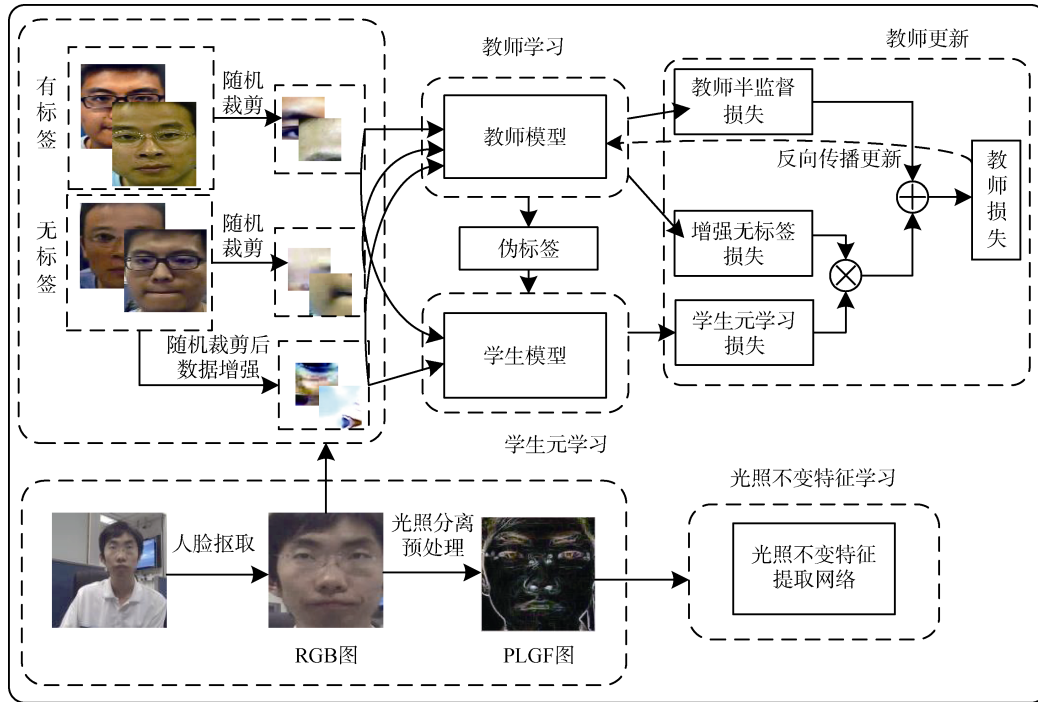 教师学习
教师更新
有标签
随机
裁剪
教师模型
教师半监督
损失
反向传播更新
教师损失
无标签
随机
裁剪
伪标签
增强无标签
损失
随机裁剪后
数据增强
学生模型
学生元学习
损失
学生元学习
人脸抠取
RGB图
光照分离
预处理
PLGF图
光照不变特征学习
光照不变特征
提取网络